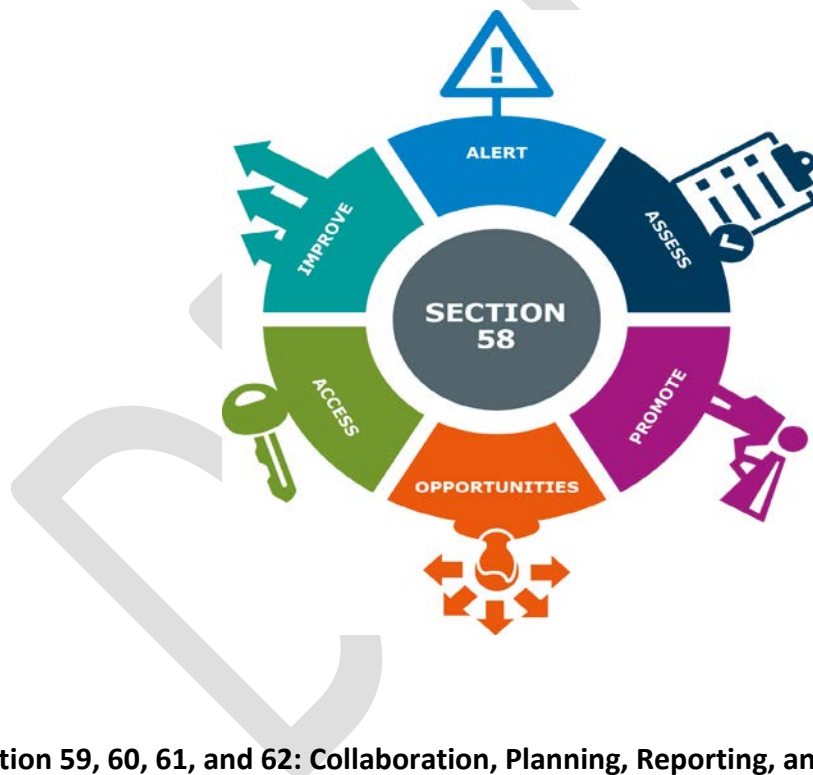 ALERT
ASSESS
IMPROVE
SECTION
58
PROMOTE
ACCESS
OPPORTUNITIES
tion 59, 60, 61, and 62: Collaboration, Planning, Reporting, an